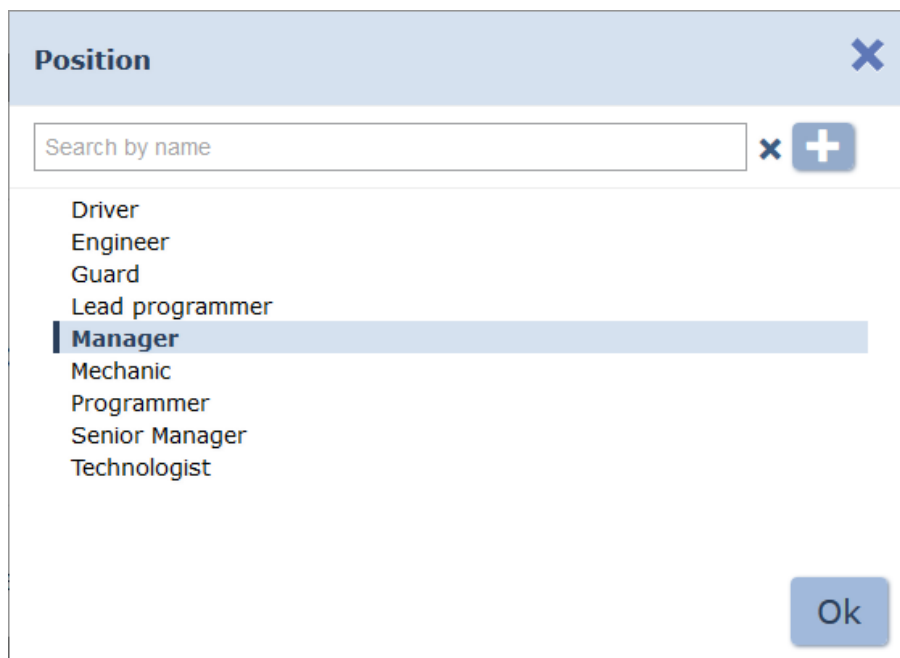 Position
Search by name
Driver
Engineer
Guard
Lead programmer
Manager
Mechanic
Programmer
Senior Manager
Technologist
Ok